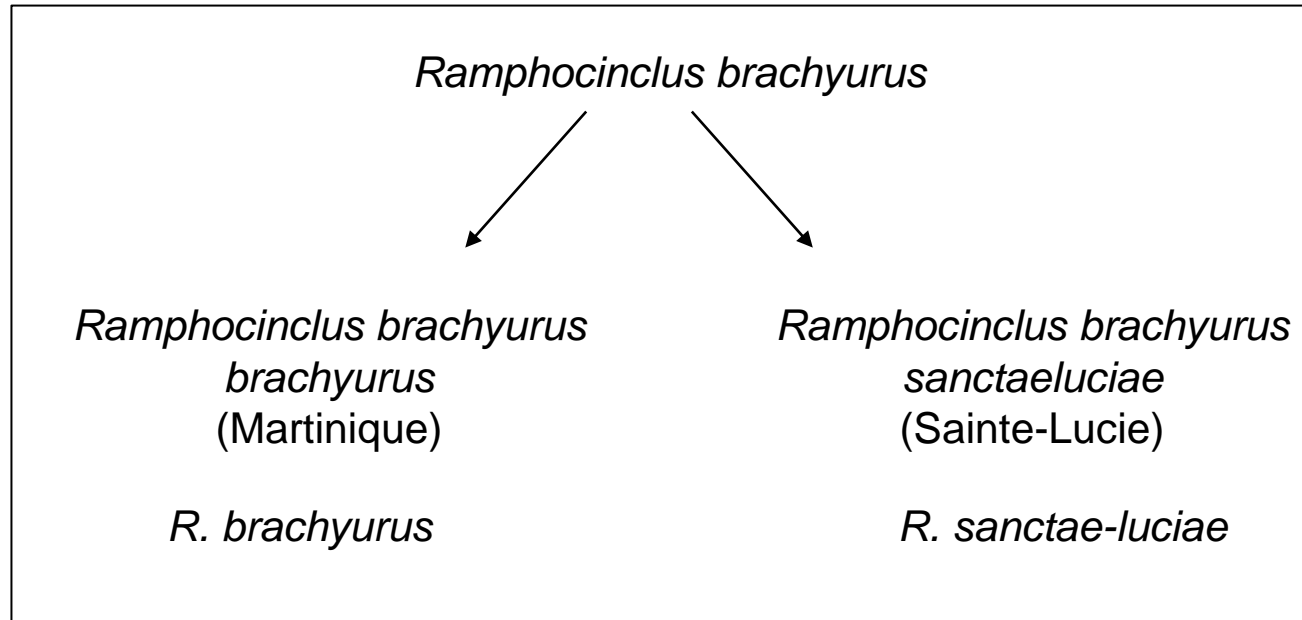 Ramphocinclus brachyurus
Ramphocinclus brachyurus
brachyurus
(Martinique)
R. brachyurus
Ramphocinclus brachyurus
sanctaeluciae
(Sainte-Lucie)
R. sanctae-luciae